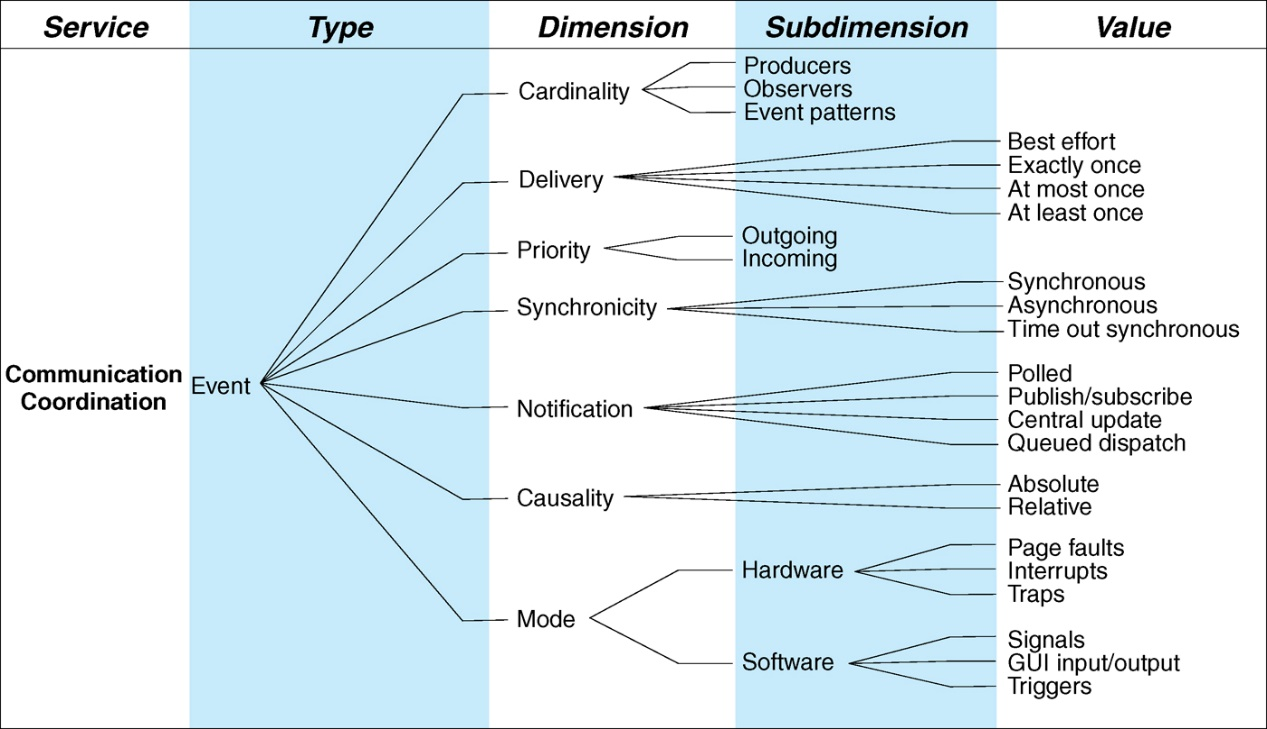 Service Type Dimension Subdimension Value
Cardinality
Producers
Observers
Event patterns
Delivery
Best effort
Exactly once
At most once
At least once
Priority
Outgoing
Incoming
Synchronicity
Synchronous
Asynchronous
Time out synchronous
Communication
Coordination
Event
Notification
Polled
Publish/subscribe
Central update
Queued dispatch
Causality
Absolute
Relative
Mode
Hardware
Page faults
Interrupts
Traps
Software
Signals
GUI input/output
Triggers